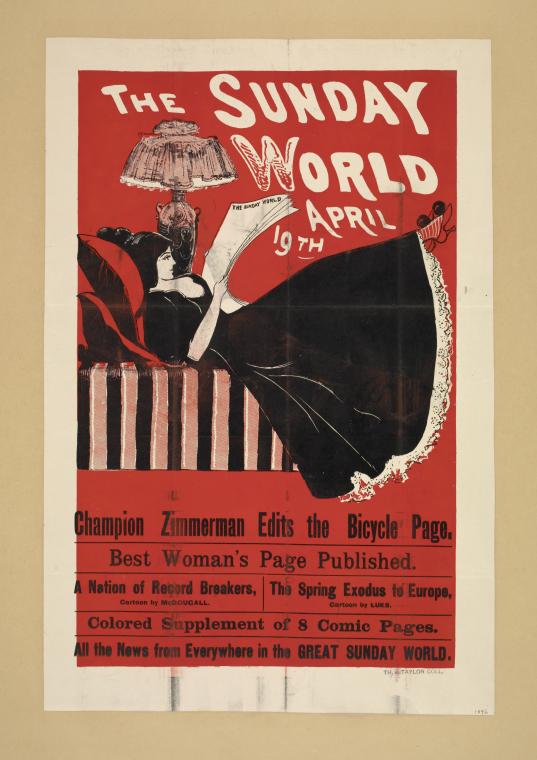 THE SUNDAY
WORLD
APRIL
19TH
THE SUNDAY WORLD
Champion Zimmerman Edits the Bicycle Page.
Best Woman's Page Published.
A Nation of Record Breakers,
Cartoon by McDOUGALL.
The Spring Exodus to Europe,
Cartoon by LUKS.
Colored Supplement of 8 Comic Pages.
All the News from Everywhere in the GREAT SUNDAY WORLD.
TAYLOR COLL.
1896